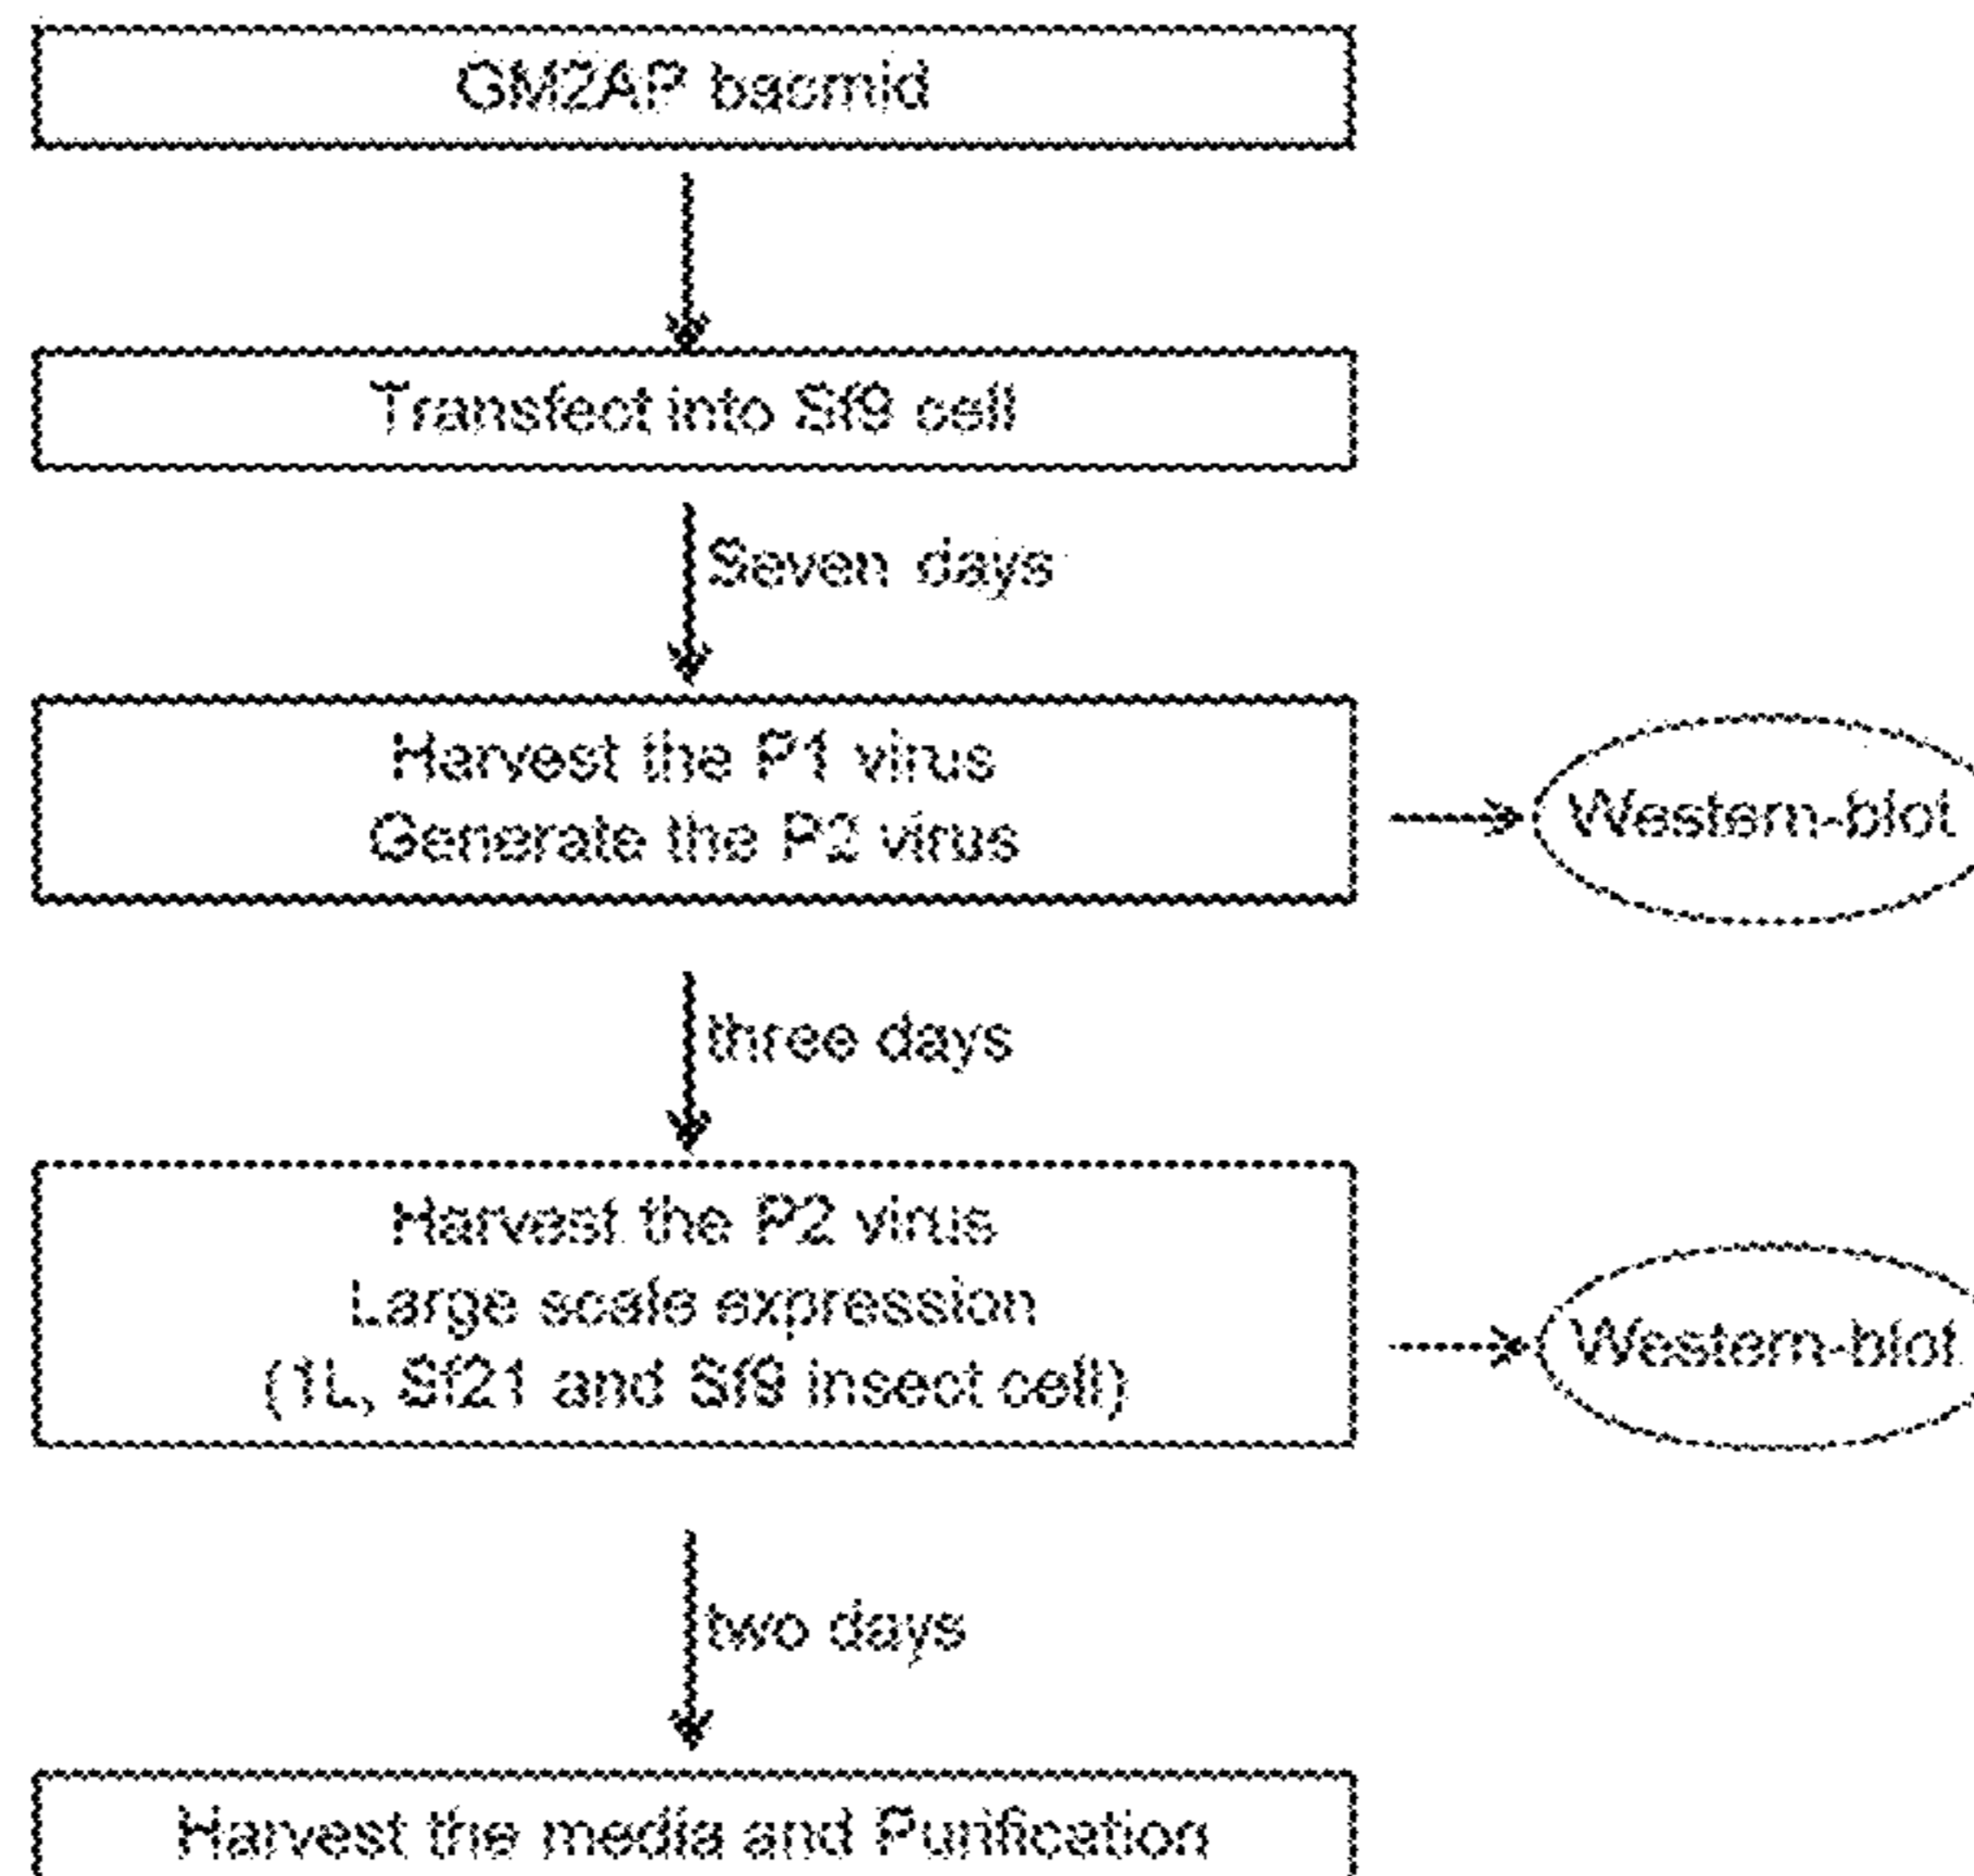 GM2AP bacmid
Transfect into Sf9 cell
Seven days
Harvest the P1 virus
Generate the P2 virus
Western-blot
three days
Harvest the P2 virus
Large scale expression
(1L, Sf21 and Sf9 insect cell)
Western-blot
two days
Harvest the media and Purification